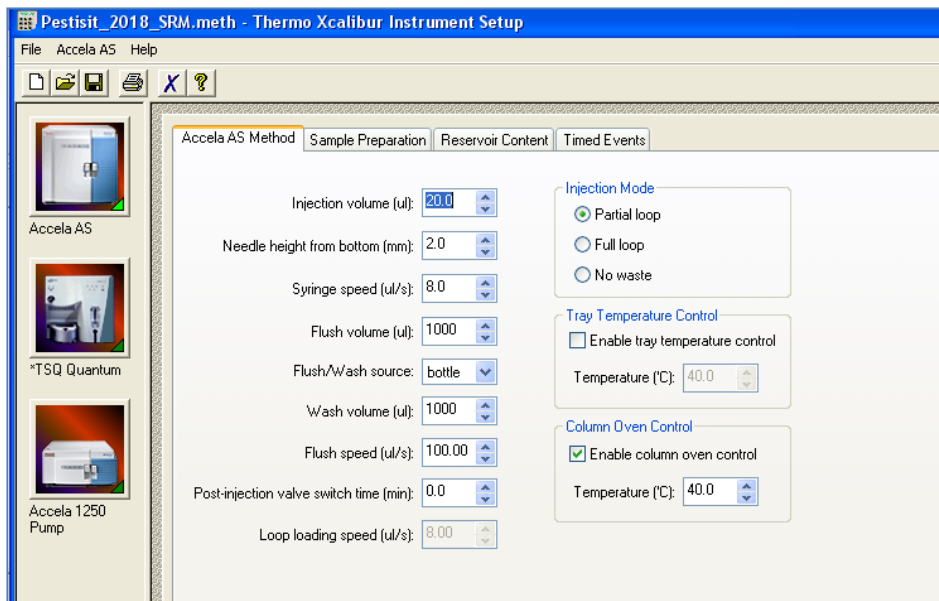 Pestisit_2018_SRM.meth - Thermo Xcalibur Instrument Setup
File Accela AS Help
Accela AS Method Sample Preparation Reservoir Content Timed Events
Accela AS
*TSQ Quantum
Accela 1250
Pump
Injection volume (ul): 20.0
Needle height from bottom (mm): 2.0
Syringe speed (ul/s): 8.0
Flush volume (ul): 1000
Flush/Wash source: bottle
Wash volume (ul): 1000
Flush speed (ul/s): 100.00
Post-injection valve switch time (min): 0.0
Loop loading speed (ul/s): 8.00
Injection Mode
Partial loop
Full loop
No waste
Tray Temperature Control
Enable tray temperature control
Temperature ('C): 40.0
Column Oven Control
Enable column oven control
Temperature ('C): 40.0